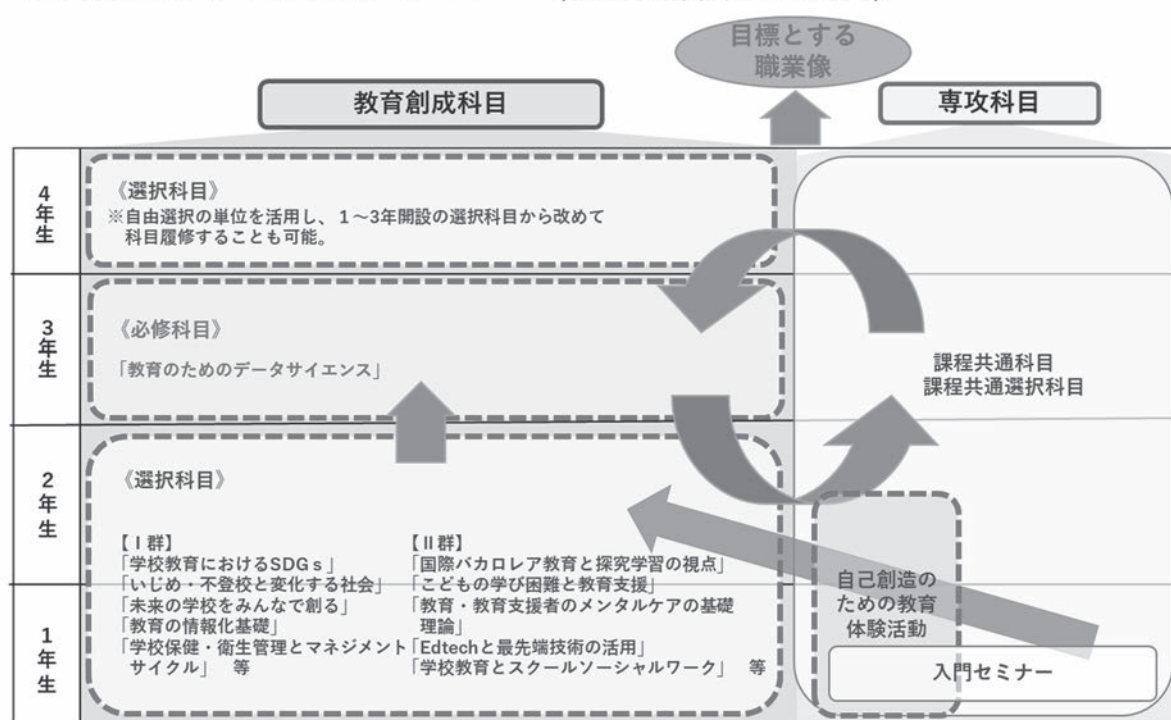 目標とする
職業像
教育創成科目
専攻科目
4年生
《選択科目》
※自由選択の単位を活用し、1～3年開設の選択科目から改めて
科目履修することも可能。
3年生
《必修科目》
「教育のためのデータサイエンス」
課程共通科目
課程共通選択科目
2年生
《選択科目》
【Ⅰ群】
「学校教育におけるSDGｓ」
「いじめ・不登校と変化する社会」
「未来の学校をみんなで創る」
「教育の情報化基礎」
「学校保健・衛生管理とマネジメント
サイクル」　等
【Ⅱ群】
「国際バカロレア教育と探究学習の視点」
「こどもの学び困難と教育支援」
「教育・教育支援者のメンタルケアの基礎
理論」
「Edtechと最先端技術の活用」
「学校教育とスクールソーシャルワーク」　等
自己創造の
ための教育
体験活動
1年生
入門セミナー